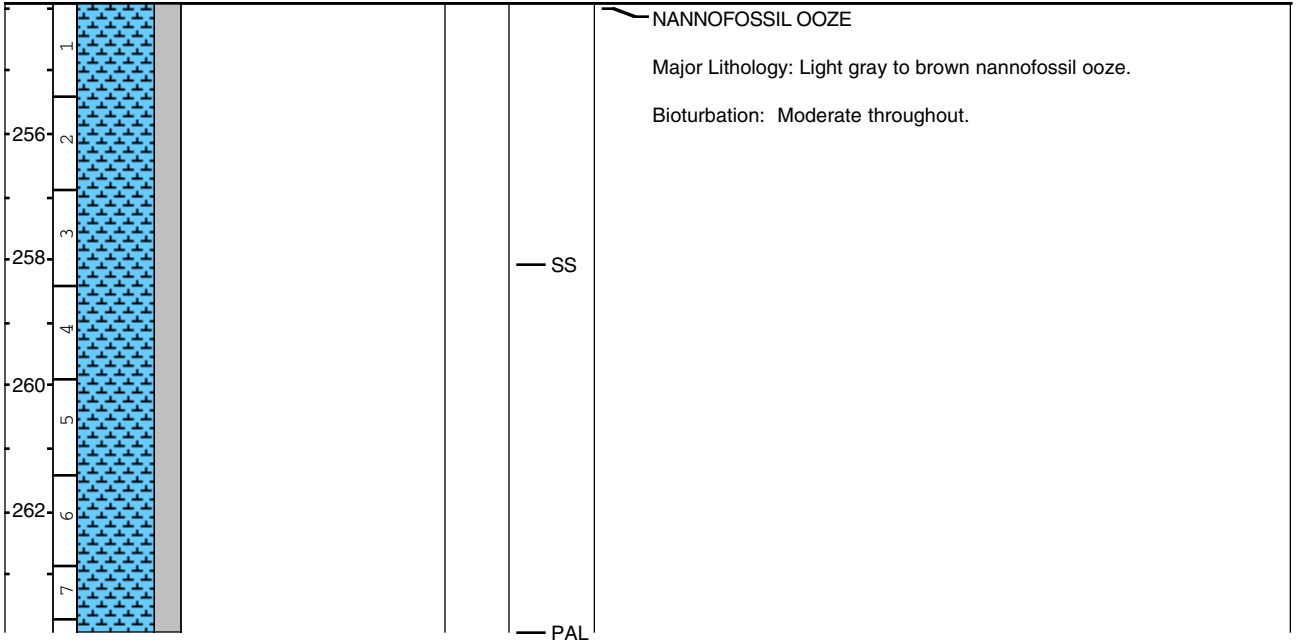 NANNOFOSSIL OOZE
Major Lithology: Light gray to brown nannofossil ooze.
Bioturbation: Moderate throughout.
1
256
2
3
258
SS
4
260
5
262
6
7
PAL